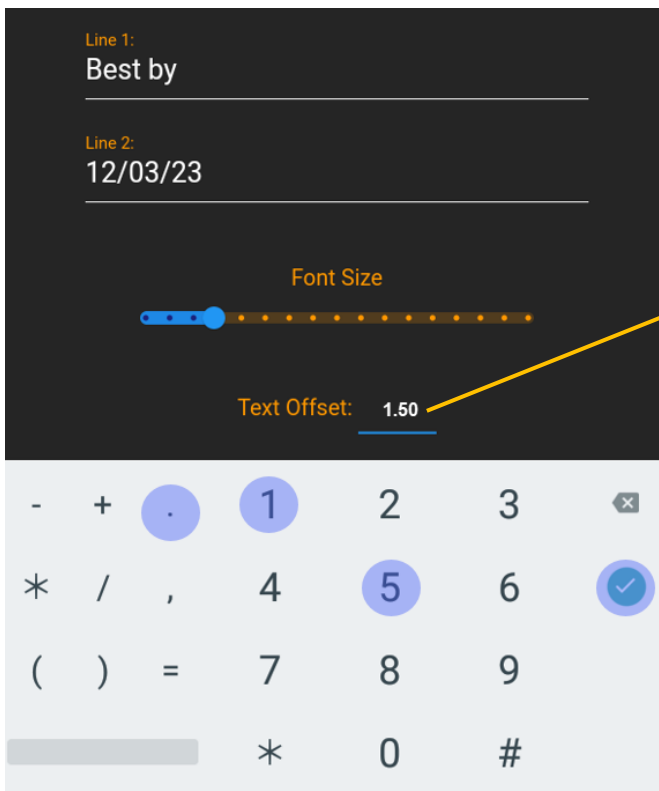 Line 1:
Best by
Line 2:
12/03/23
Font Size
Text Offset: 1.50
- + . 1 2 3
* / , 4 5 6
( ) = 7 8 9
* 0 #